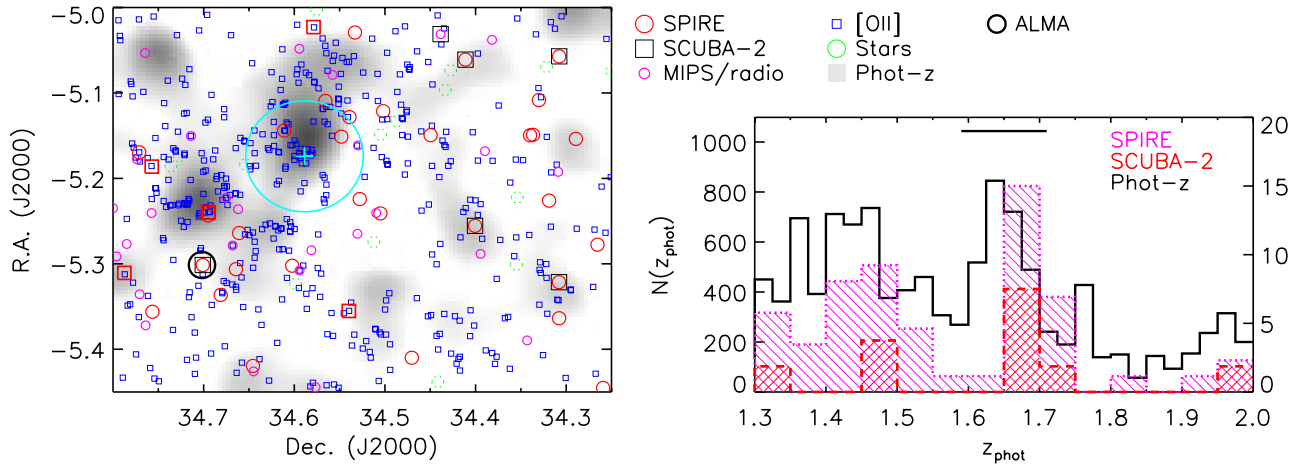 −5.0
−5.1
−5.2
−5.3
−5.4
R.A. (J2000)
34.7 34.6 34.5 34.4 34.3
Dec. (J2000)
SPIRE [OII] ALMA
SCUBA−2 Stars
MIPS/radio Phot−z
1000
800
600
400
200
0
N(z_phot)
20
15
10
5
0
SPIRE
SCUBA−2
Phot−z
1.3 1.4 1.5 1.6 1.7 1.8 1.9 2.0
z_phot